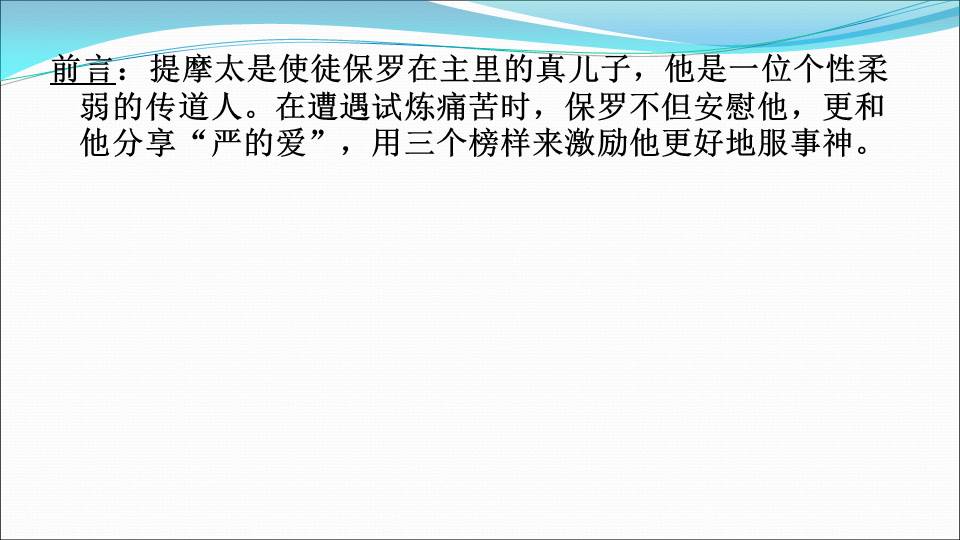 前言：提摩太是使徒保罗在主里的真儿子，他是一位个性柔
弱的传道人。在遭遇试炼痛苦时，保罗不但安慰他，更和
他分享“严的爱”，用三个榜样来激励他更好地服事神。